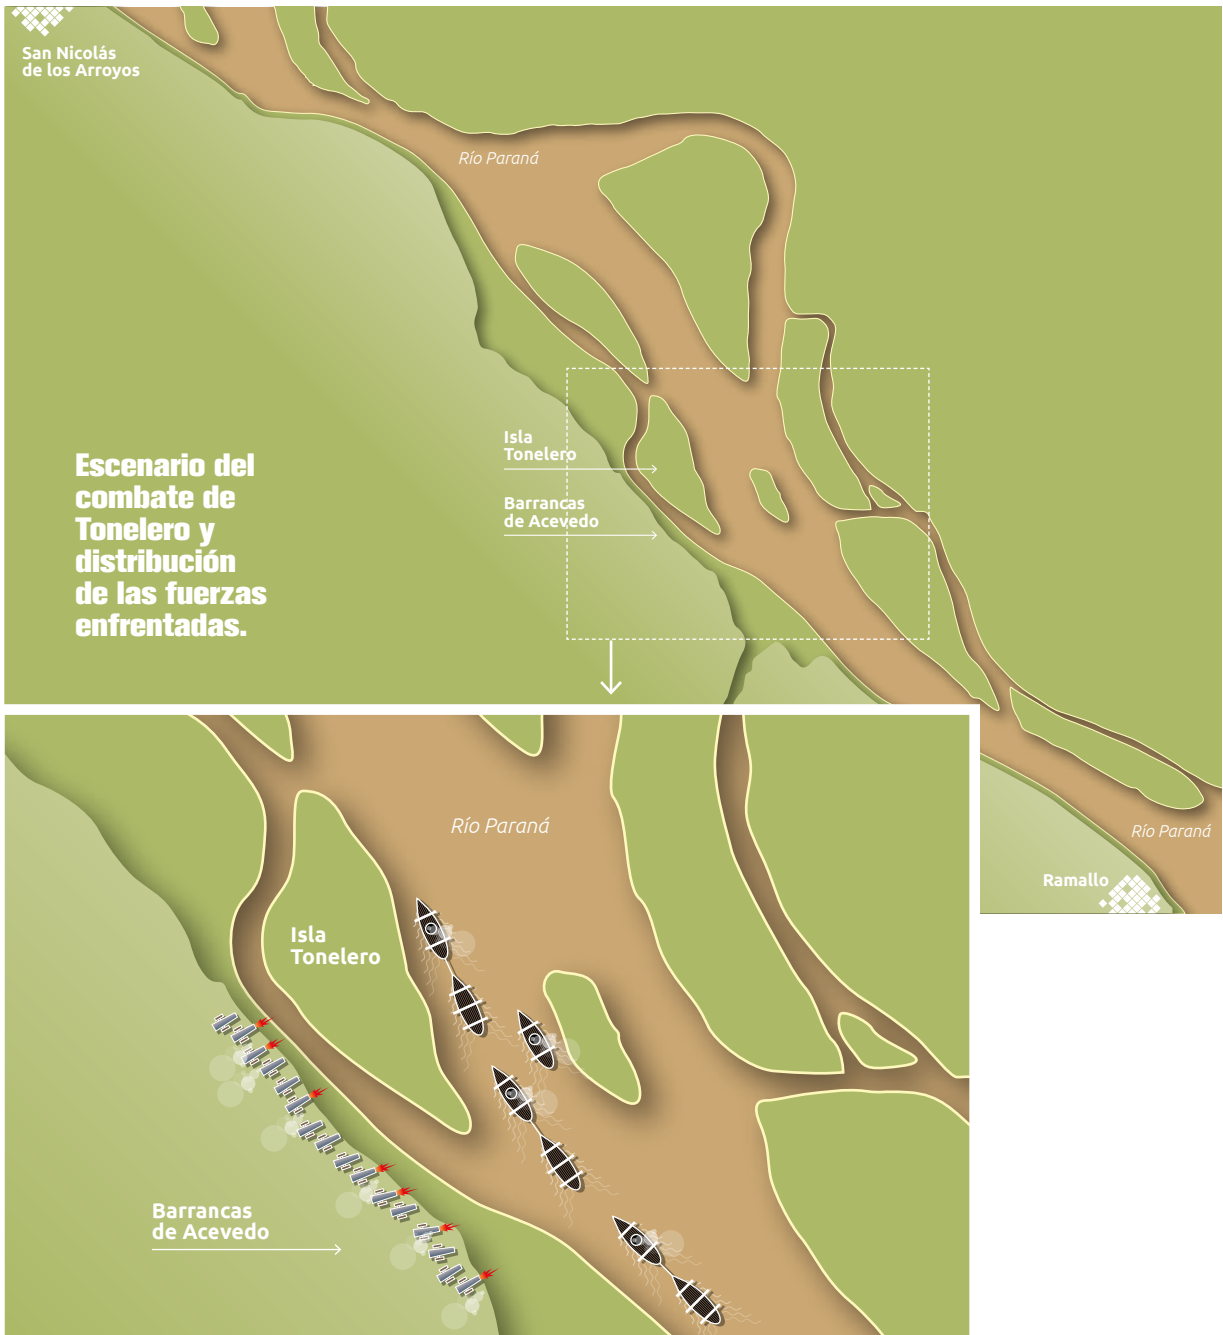 San Nicolás
de los Arroyos
Río Paraná
Isla
Tonelero
Barrancas
de Acevedo
Escenario del
combate de
Tonelero y
distribución
de las fuerzas
enfrentadas.
Río Paraná
Río Paraná
Ramallo
Isla
Tonelero
Barrancas
de Acevedo